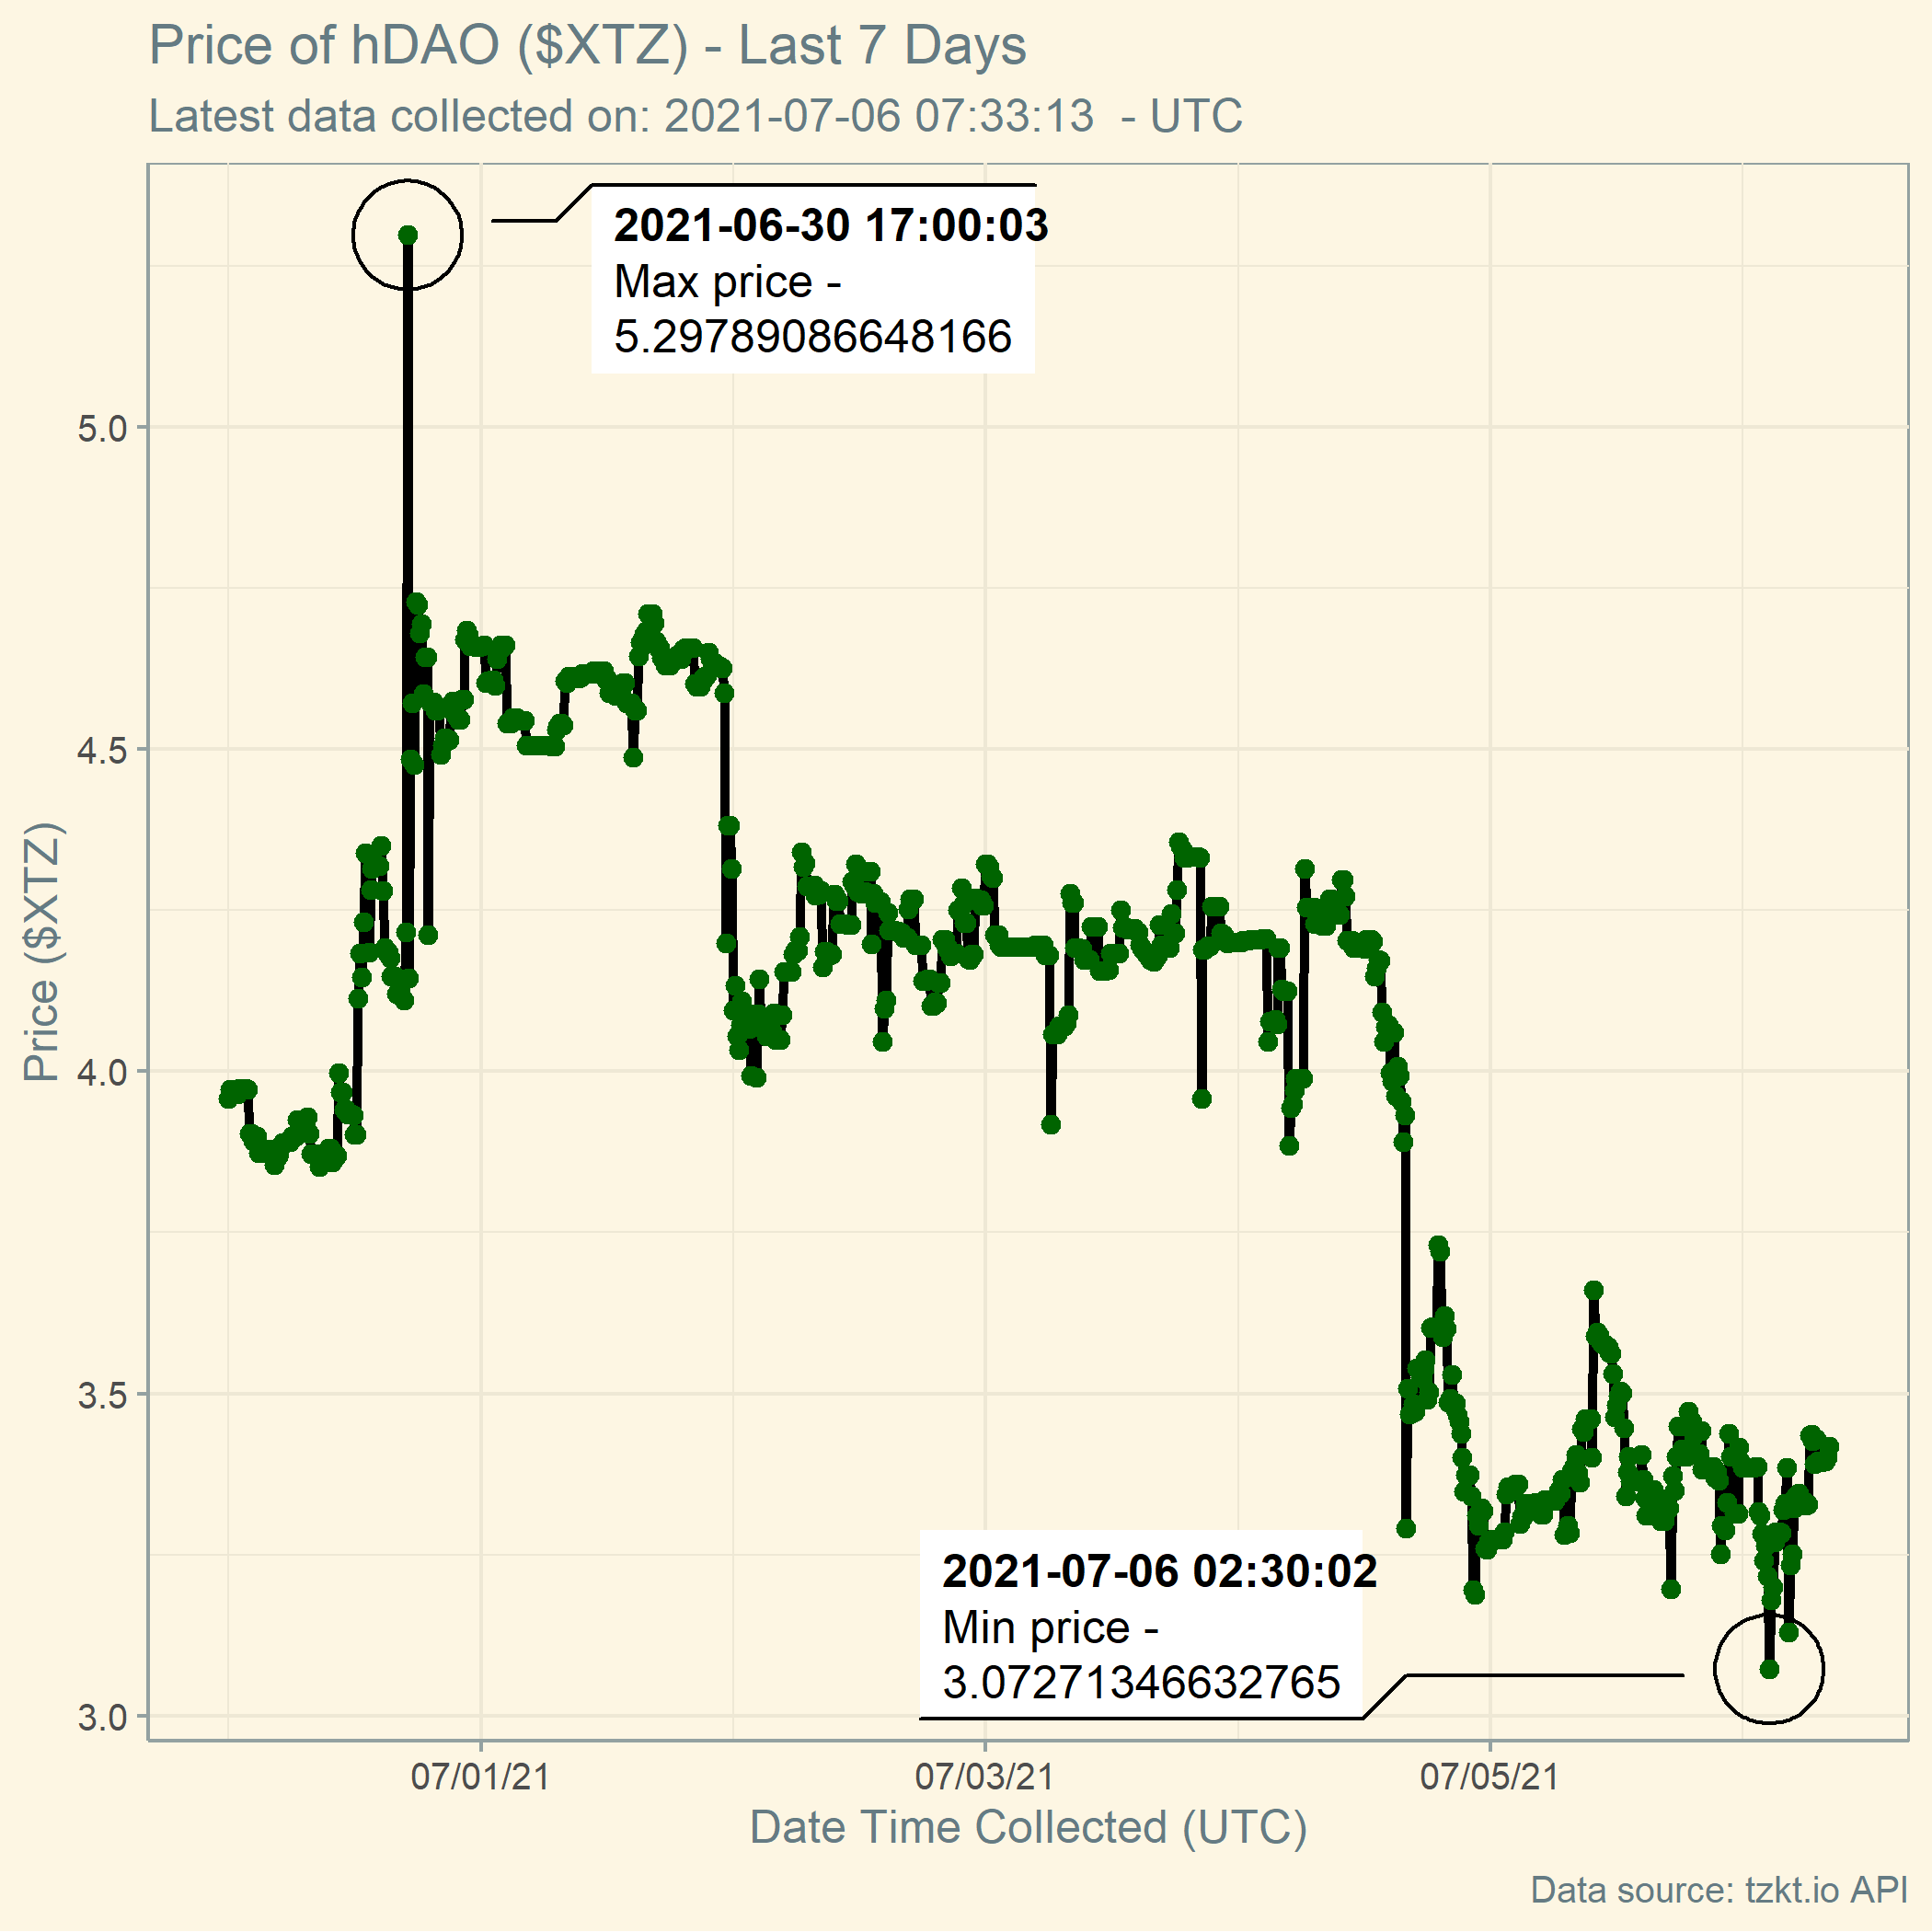 Price of hDAO ($XTZ) - Last 7 Days
Latest data collected on: 2021-07-06 07:33:13  - UTC
2021-06-30 17:00:03
Max price -
5.29789086648166
5.0
4.5
4.0
3.5
3.0
Price ($XTZ)
2021-07-06 02:30:02
Min price -
3.07271346632765
07/01/21
07/03/21
07/05/21
Date Time Collected (UTC)
Data source: tzkt.io API